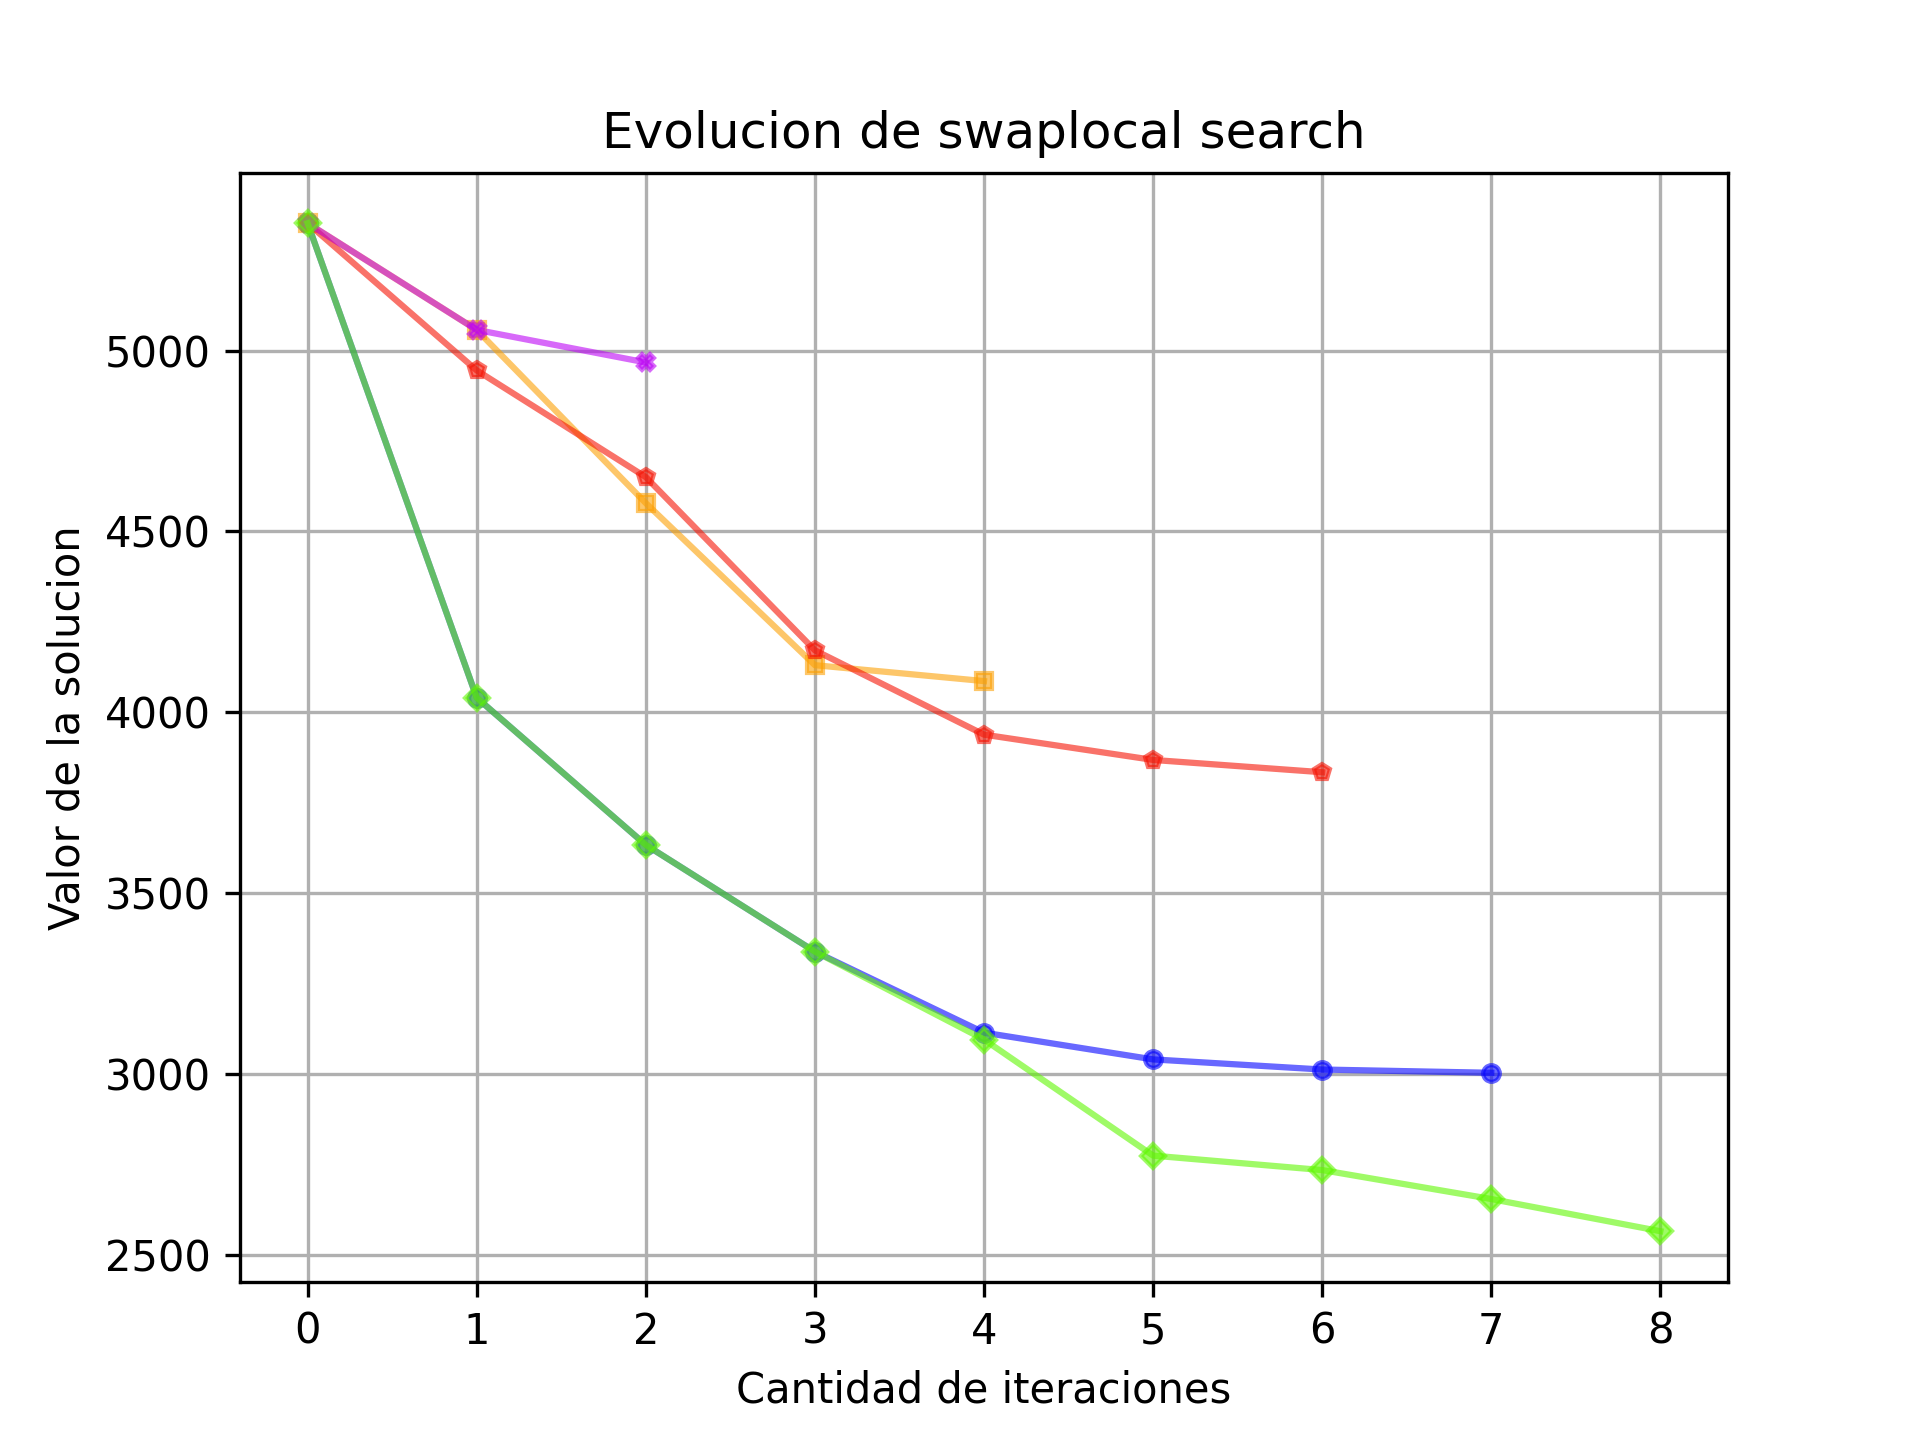 Evolucion de swaplocal search
Valor de la solucion
5000
4500
4000
3500
3000
2500
0 1 2 3 4 5 6 7 8
Cantidad de iteraciones